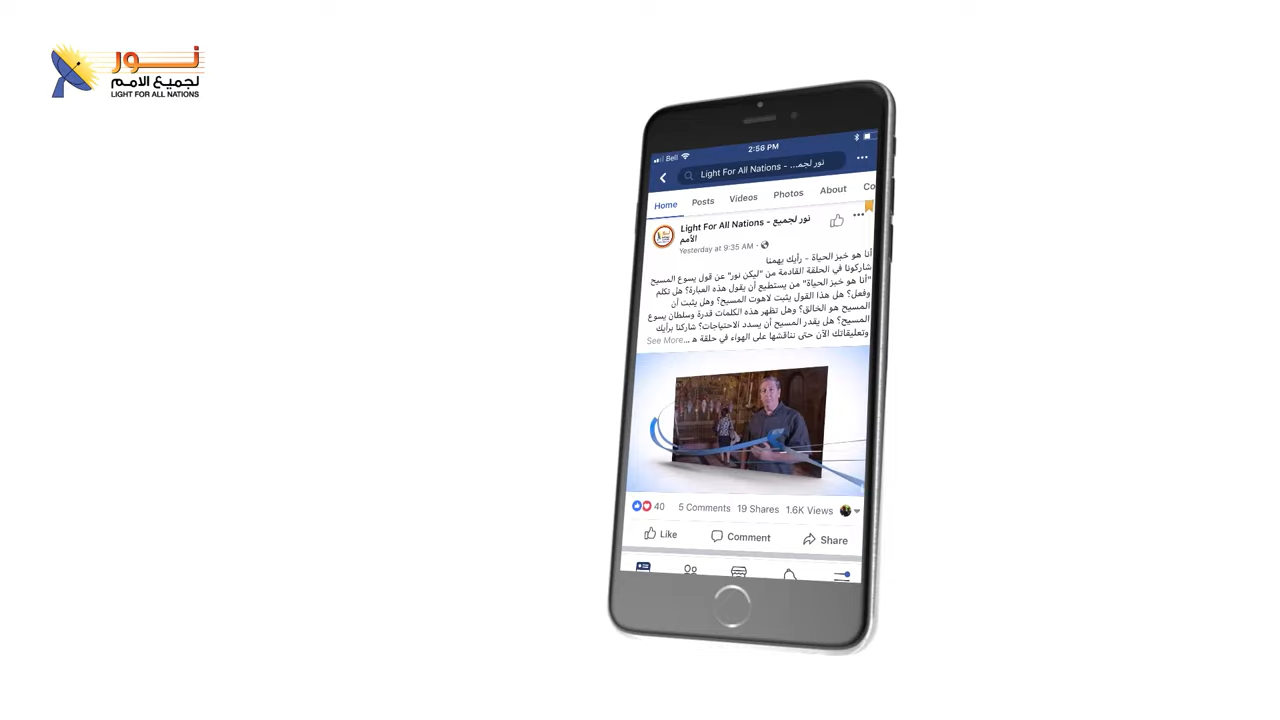 نور
لجميع الامم
LIGHT FOR ALL NATIONS
Bell
2:56 PM
Light For All Nations - ...نور لجمـ
Home Posts Videos Photos About Co
Light For All Nations - نور لجميع
الأمم
Yesterday at 9:35 AM -
أنا هو خبز الحياة - رأيك يهمنا
شاركونا في الحلقة القادمة من "ليكن نور" عن قول يسوع المسيح
"أنا هو خبز الحياة" من يستطيع أن يقول هذه العبارة؟ هل تكلم
وفعل؟ هل هذا القول يثبت لاهوت المسيح؟ وهل يثبت أن
المسيح هو الخالق؟ وهل تظهر هذه الكلمات قدرة وسلطان يسوع
المسيح؟ هل يقدر المسيح أن يسدد الاحتياجات؟ شاركنا برأيك
وتعليقاتك الآن حتى نناقشها على الهواء في حلقة هـ ...See More
40 5 Comments 19 Shares 1.6K Views
Like Comment Share